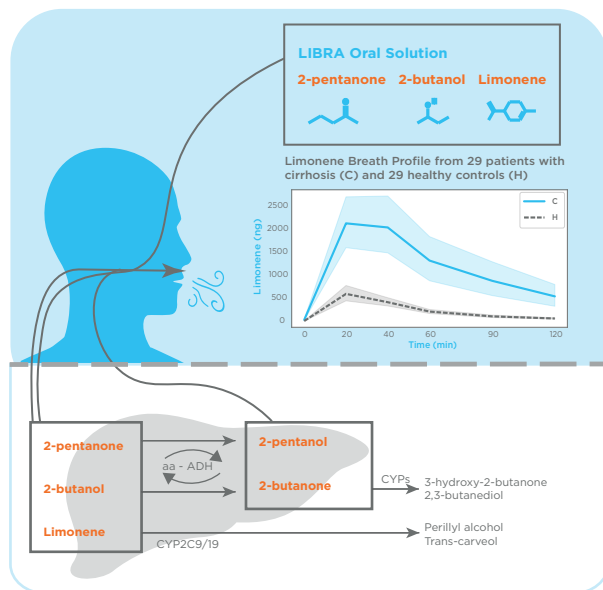 LIBRA Oral Solution
2-pentanone 2-butanol Limonene
Limonene Breath Profile from 29 patients with
cirrhosis (C) and 29 healthy controls (H)
Limonene (ng)
2500
2000
1500
1000
500
0
C
H
0 20 40 60 90 120
Time (min)
2-pentanone
2-butanol
Limonene
aa - ADH
2-pentanol
2-butanone
CYPs
3-hydroxy-2-butanone
2,3-butanediol
CYP2C9/19
Perillyl alcohol
Trans-carveol